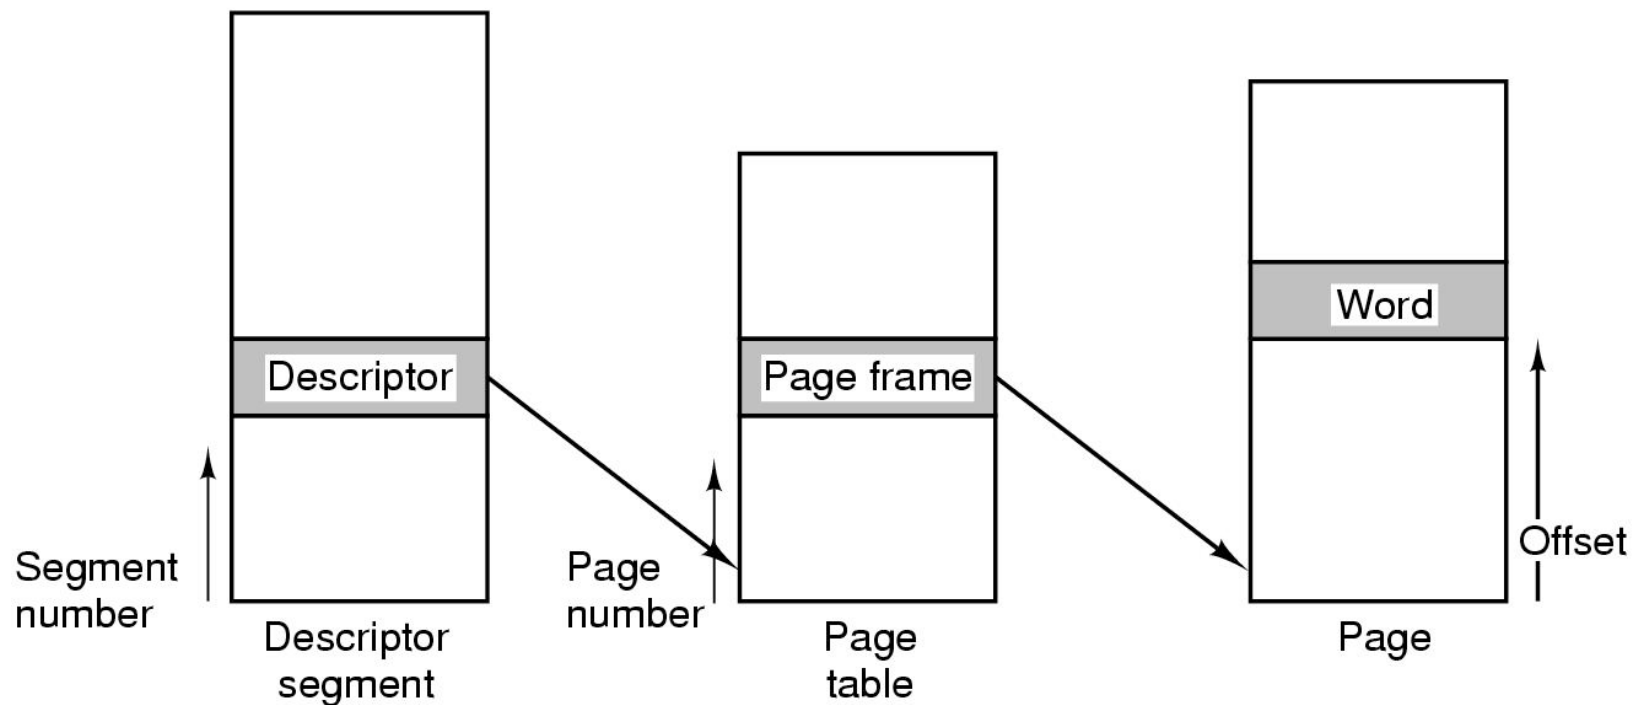 Descriptor
Page frame
Word
Segment
number
Page
number
Offset
Descriptor
segment
Page
table
Page